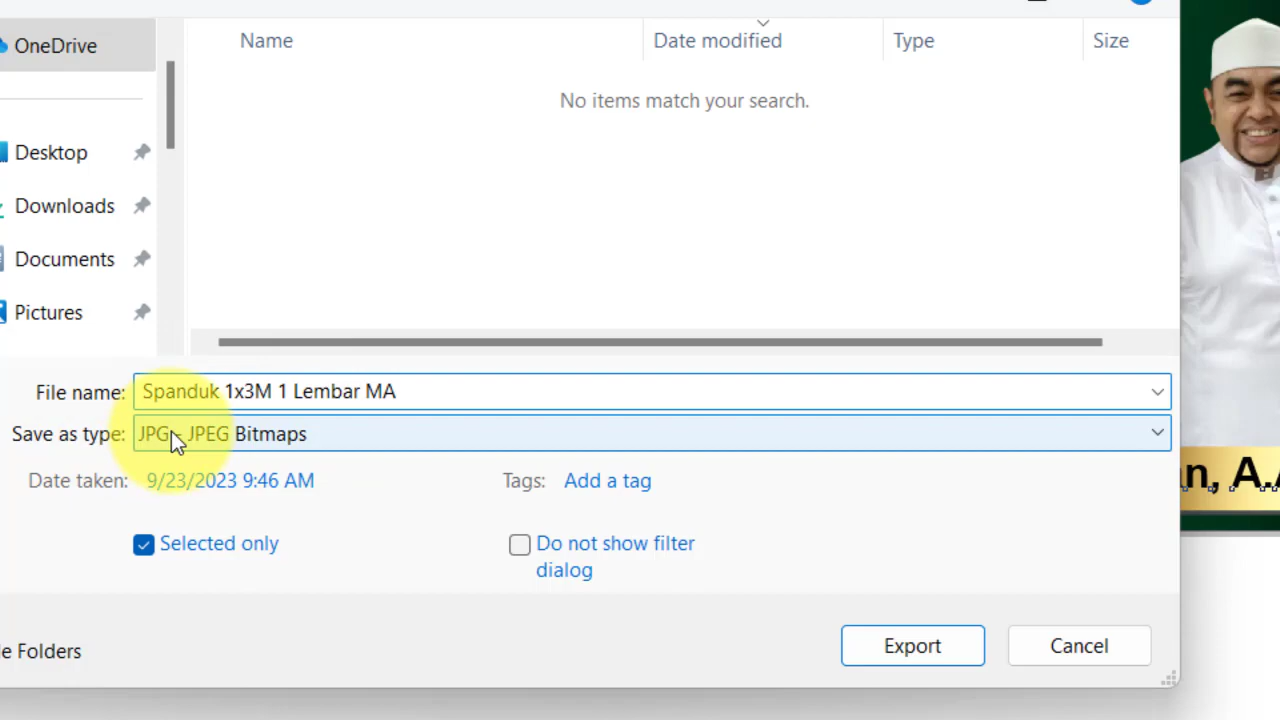 OneDrive
Name Date modified Type Size
No items match your search.
Desktop
Downloads
Documents
Pictures
File name: Spanduk 1x3M 1 Lembar MA
Save as type: JPG - JPEG Bitmaps
Date taken: 9/23/2023 9:46 AM Tags: Add a tag
Selected only
Do not show filter
dialog
Folders
Export Cancel